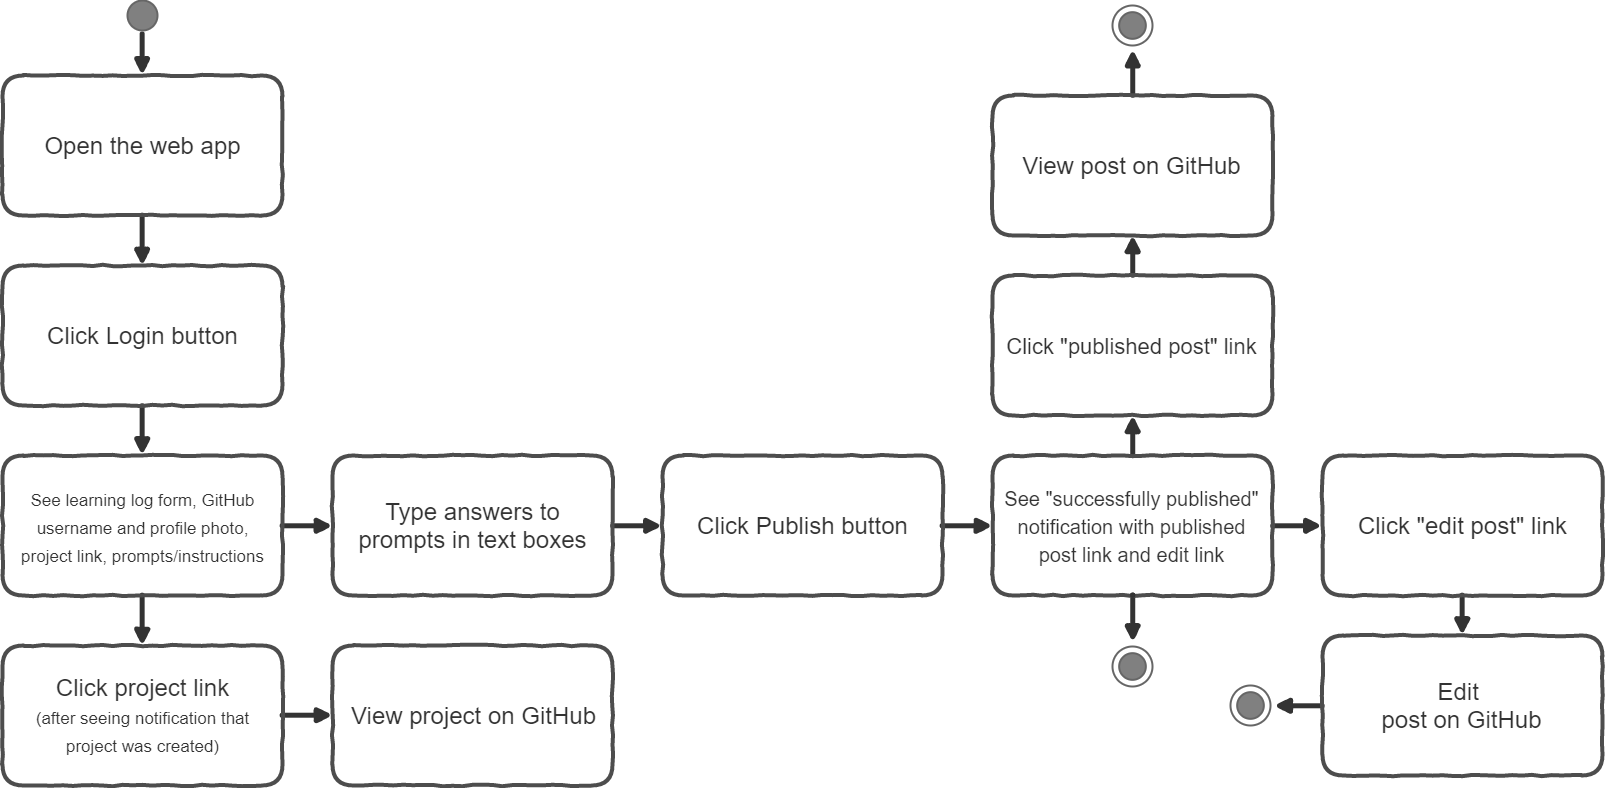 Open the web app
Click Login button
See learning log form, GitHub
username and profile photo,
project link, prompts/instructions
Click project link
(after seeing notification that
project was created)
View project on GitHub
Type answers to
prompts in text boxes
Click Publish button
See "successfully published"
notification with published
post link and edit link
Click "published post" link
View post on GitHub
Click "edit post" link
Edit
post on GitHub